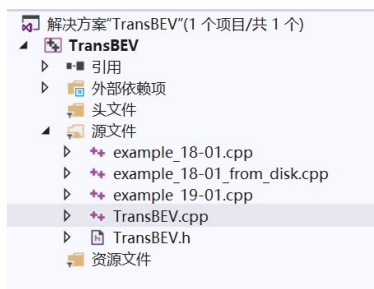 解决方案"TransBEV"(1 个项目/共 1 个)
TransBEV
引用
外部依赖项
头文件
源文件
example_18-01.cpp
example_18-01_from_disk.cpp
example 19-01.cpp
TransBEV.cpp
TransBEV.h
资源文件